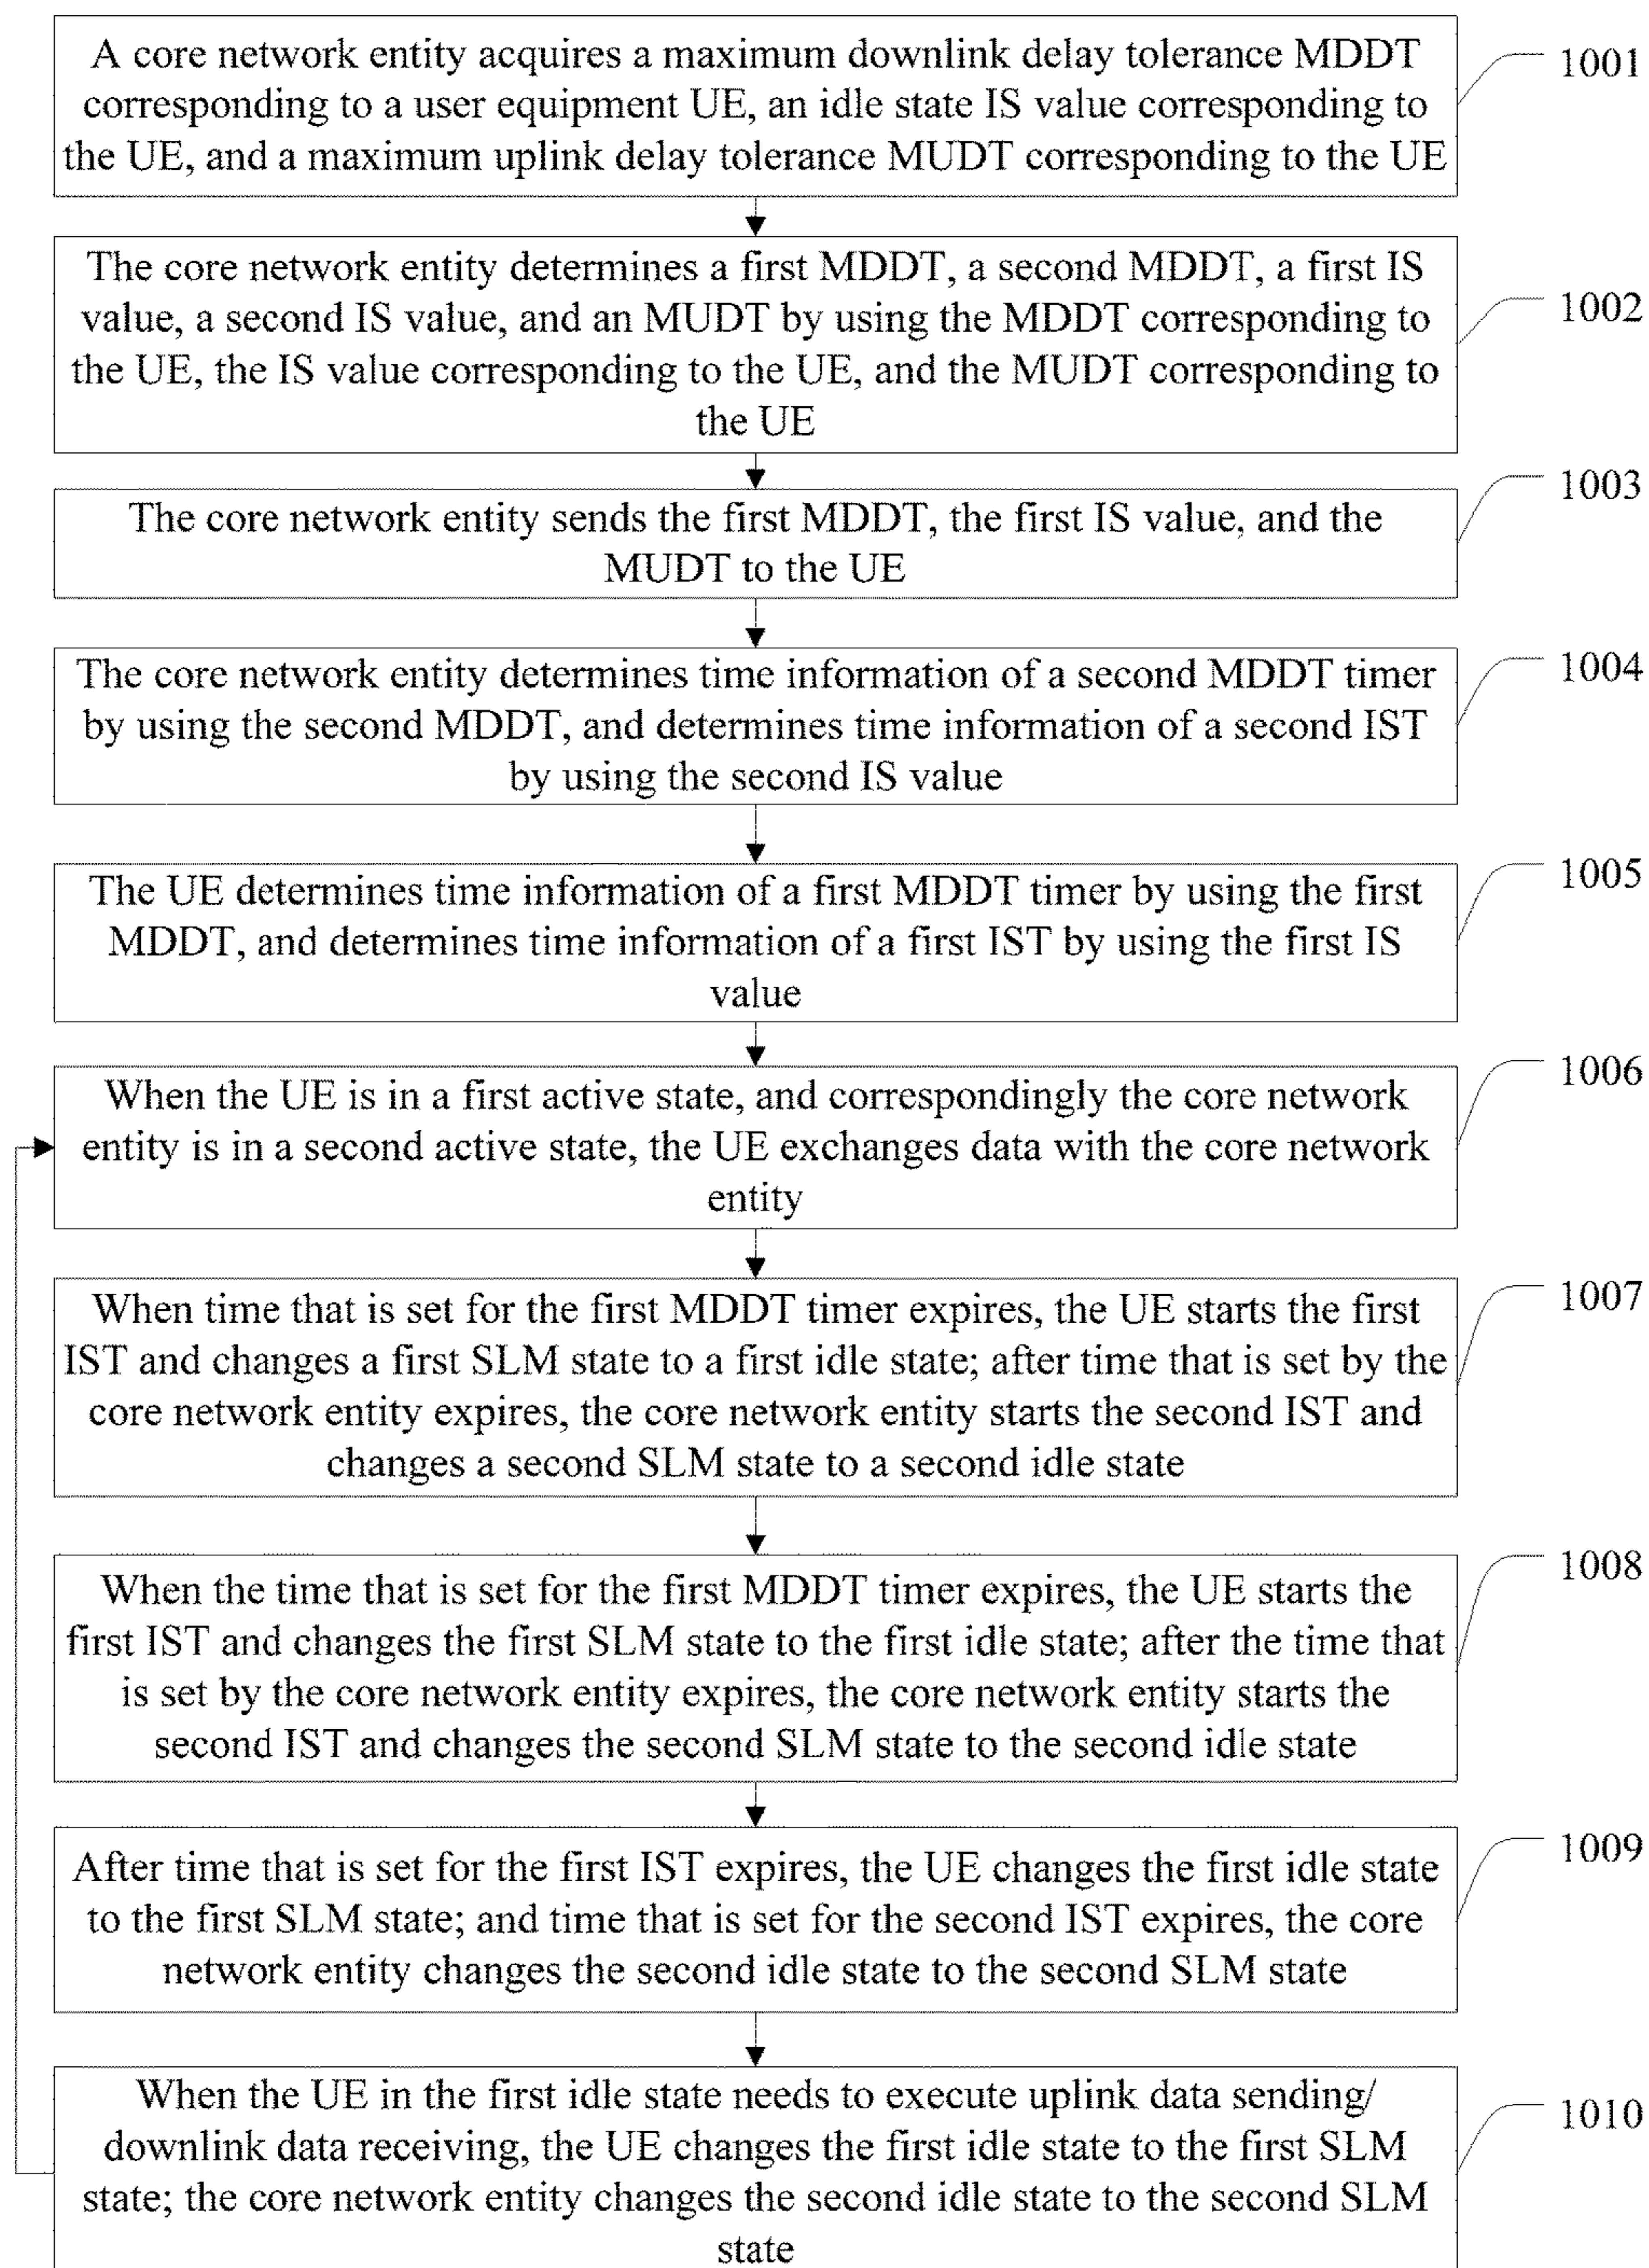 A core network entity acquires a maximum downlink delay tolerance MDDT
corresponding to a user equipment UE, an idle state IS value corresponding to
the UE, and a maximum uplink delay tolerance MUDT corresponding to the UE
1001
The core network entity determines a first MDDT, a second MDDT, a first IS
value, a second IS value, and an MUDT by using the MDDT corresponding to
the UE, the IS value corresponding to the UE, and the MUDT corresponding to
the UE
1002
The core network entity sends the first MDDT, the first IS value, and the
MUDT to the UE
1003
The core network entity determines time information of a second MDDT timer
by using the second MDDT, and determines time information of a second IST
by using the second IS value
1004
The UE determines time information of a first MDDT timer by using the first
MDDT, and determines time information of a first IST by using the first IS
value
1005
When the UE is in a first active state, and correspondingly the core network
entity is in a second active state, the UE exchanges data with the core network
entity
1006
When time that is set for the first MDDT timer expires, the UE starts the first
IST and changes a first SLM state to a first idle state; after time that is set by the
core network entity expires, the core network entity starts the second IST and
changes a second SLM state to a second idle state
1007
When the time that is set for the first MDDT timer expires, the UE starts the
first IST and changes the first SLM state to the first idle state; after the time that
is set by the core network entity expires, the core network entity starts the
second IST and changes the second SLM state to the second idle state
1008
After time that is set for the first IST expires, the UE changes the first idle state
to the first SLM state; and time that is set for the second IST expires, the core
network entity changes the second idle state to the second SLM state
1009
When the UE in the first idle state needs to execute uplink data sending/
downlink data receiving, the UE changes the first idle state to the first SLM
state; the core network entity changes the second idle state to the second SLM
state
1010